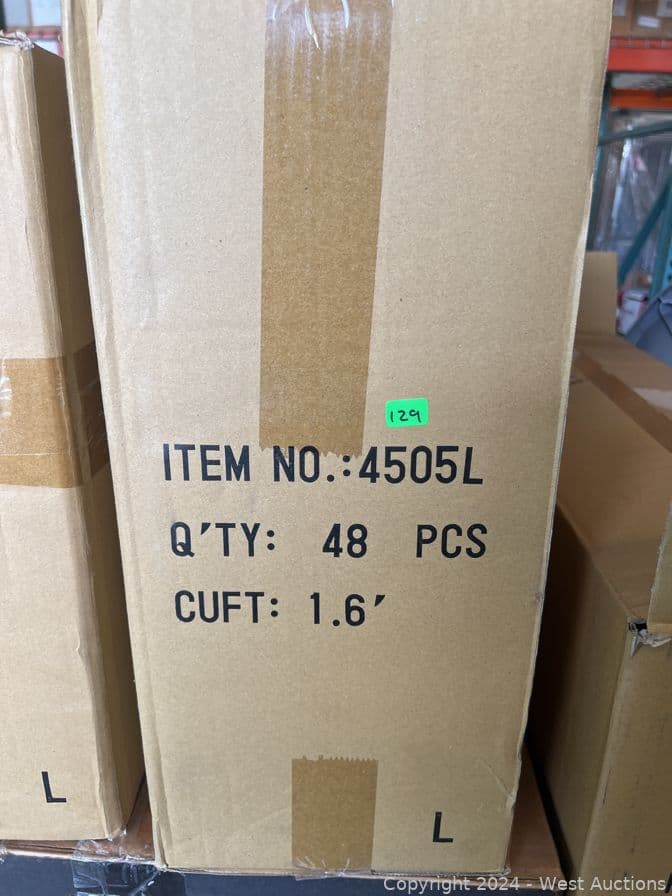 129
ITEM NO.:4505L
Q'TY: 48 PCS
CUFT: 1.6'
L
L
Copyright 2024 - West Auctions